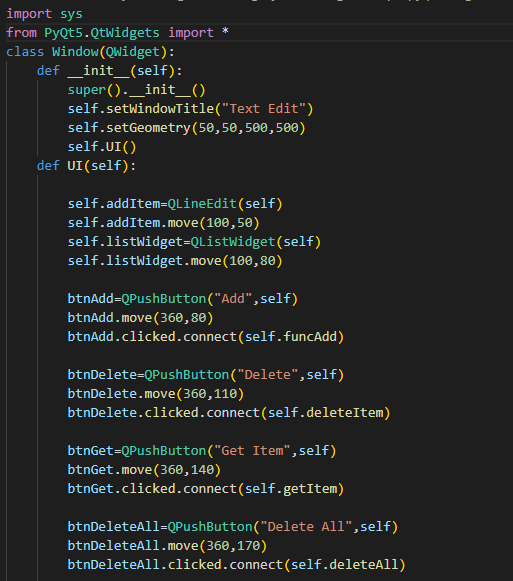 import sys
from PyQt5.QtWidgets import *
class Window(QWidget):
    def __init__(self):
        super().__init__()
        self.setWindowTitle("Text Edit")
        self.setGeometry(50,50,500,500)
        self.UI()
    def UI(self):

        self.addItem=QLineEdit(self)
        self.addItem.move(100,50)
        self.listWidget=QListWidget(self)
        self.listWidget.move(100,80)

        btnAdd=QPushButton("Add",self)
        btnAdd.move(360,80)
        btnAdd.clicked.connect(self.funcAdd)

        btnDelete=QPushButton("Delete",self)
        btnDelete.move(360,110)
        btnDelete.clicked.connect(self.deleteItem)

        btnGet=QPushButton("Get Item",self)
        btnGet.move(360,140)
        btnGet.clicked.connect(self.getItem)

        btnDeleteAll=QPushButton("Delete All",self)
        btnDeleteAll.move(360,170)
        btnDeleteAll.clicked.connect(self.deleteAll)